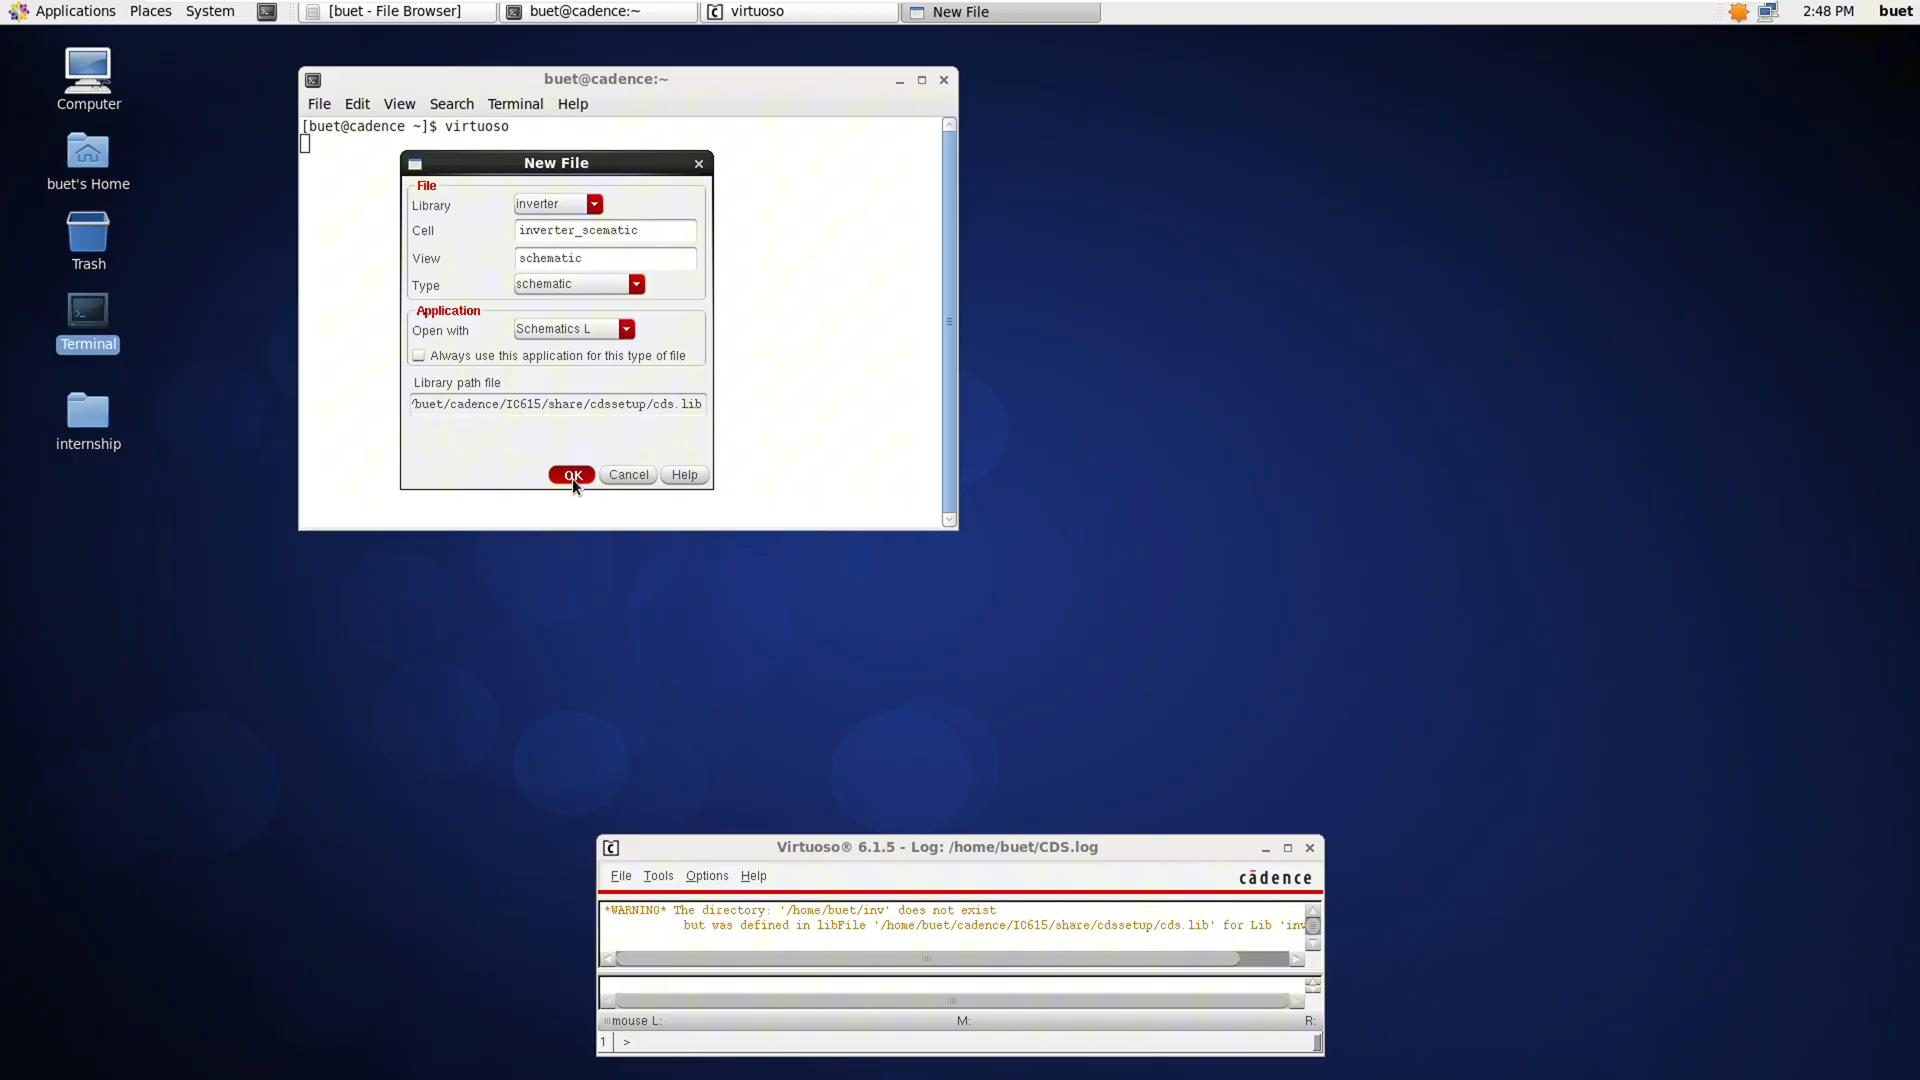 Applications Places System [buet - File Browser] buet@cadence:~ virtuoso New File 2:48 PM buet
Computer
buet's Home
Trash
Terminal
internship
buet@cadence:~
File Edit View Search Terminal Help
[buet@cadence ~]$ virtuoso
New File
File
Library inverter
Cell inverter_scematic
View schematic
Type schematic
Application
Open with Schematics L
Always use this application for this type of file
Library path file
/buet/cadence/IC615/share/cdssetup/cds.lib
OK Cancel Help
Virtuoso® 6.1.5 - Log: /home/buet/CDS.log
File Tools Options Help
cādence
*WARNING* The directory: '/home/buet/inv' does not exist
but was defined in libFile '/home/buet/cadence/IC615/share/cdssetup/cds.lib' for Lib 'inv
mouse L: M: R:
1 >